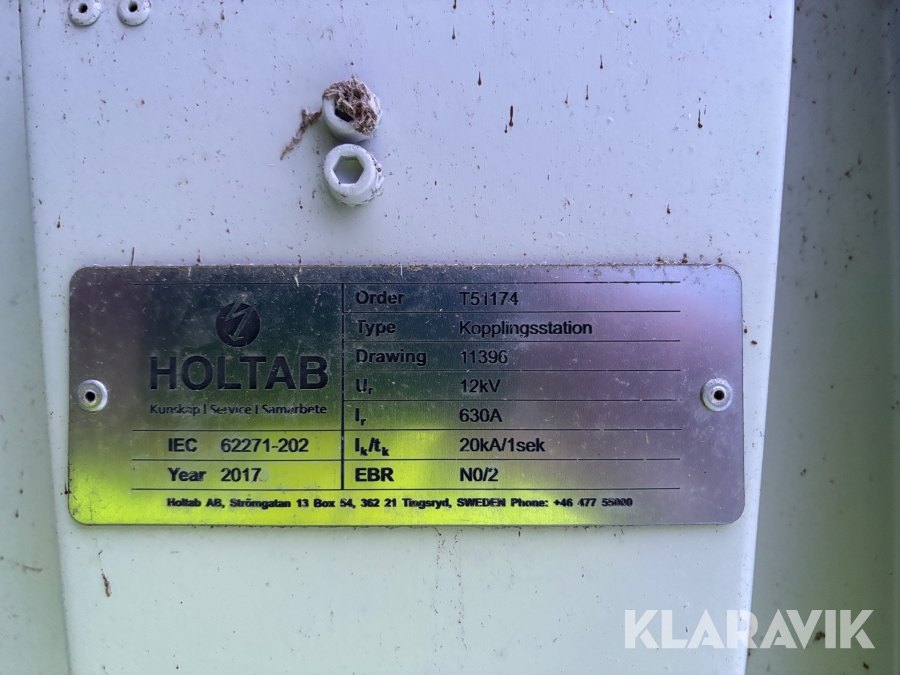 HOLTAB
Kunskap | Service | Samarbete
IEC 62271-202
Year 2017
Order T51174
Type Kopplingsstation
Drawing 11396
Ur 12kV
Ir 630A
Ik/tk 20kA/1sek
EBR N0/2
Holtab AB, Strömgatan 13 Box 54, 362 21 Tingsryd, SWEDEN Phone: +46 477 55000
KLARAVIK